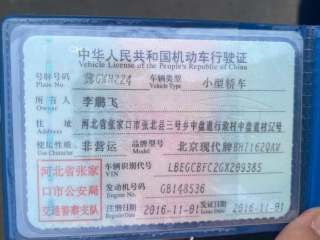 中华人民共和国机动车行驶证
Vehicle License of the People's Republic of China
号牌号码 冀GWM224 车辆类型 小型轿车
Plate No. Vehicle Type
所有人 李鹏飞
Owner
住址 河北省张家口市张北县三号乡中盘道行政村中盘道村52号
Address
使用性质 非营运 品牌型号 北京现代牌BH7162QAV
Use Character Model
河北省张家口市公安局交通警察支队
车辆识别代号 LBEGCBFC2GX209385
VIN
发动机号码 GB148536
Engine No.
注册日期 2016-11-01 发证日期 2016-11-01
Register Date Issue Date